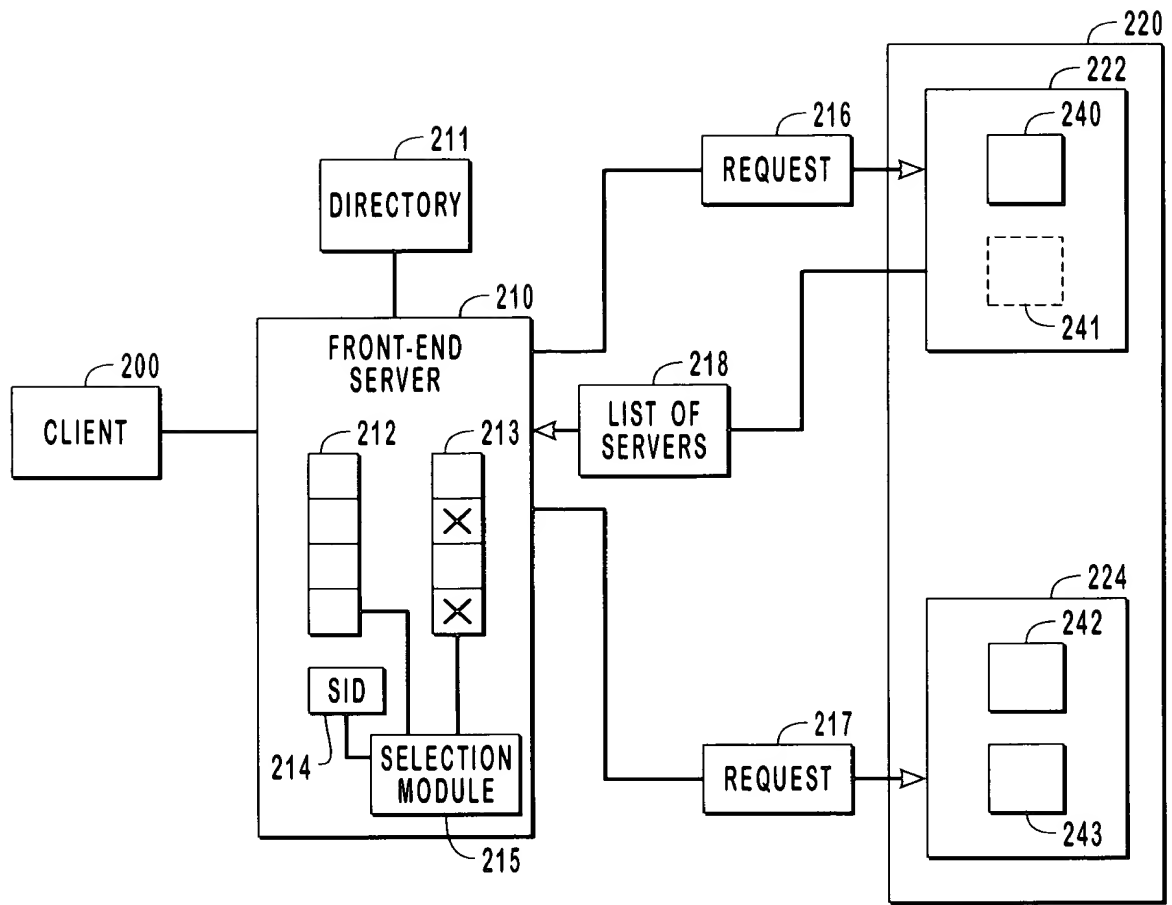 220
222
240
216
REQUEST
211
DIRECTORY
241
210
FRONT-END
SERVER
200
CLIENT
218
LIST OF
SERVERS
212
213
224
242
SID
214
SELECTION
MODULE
217
REQUEST
243
215